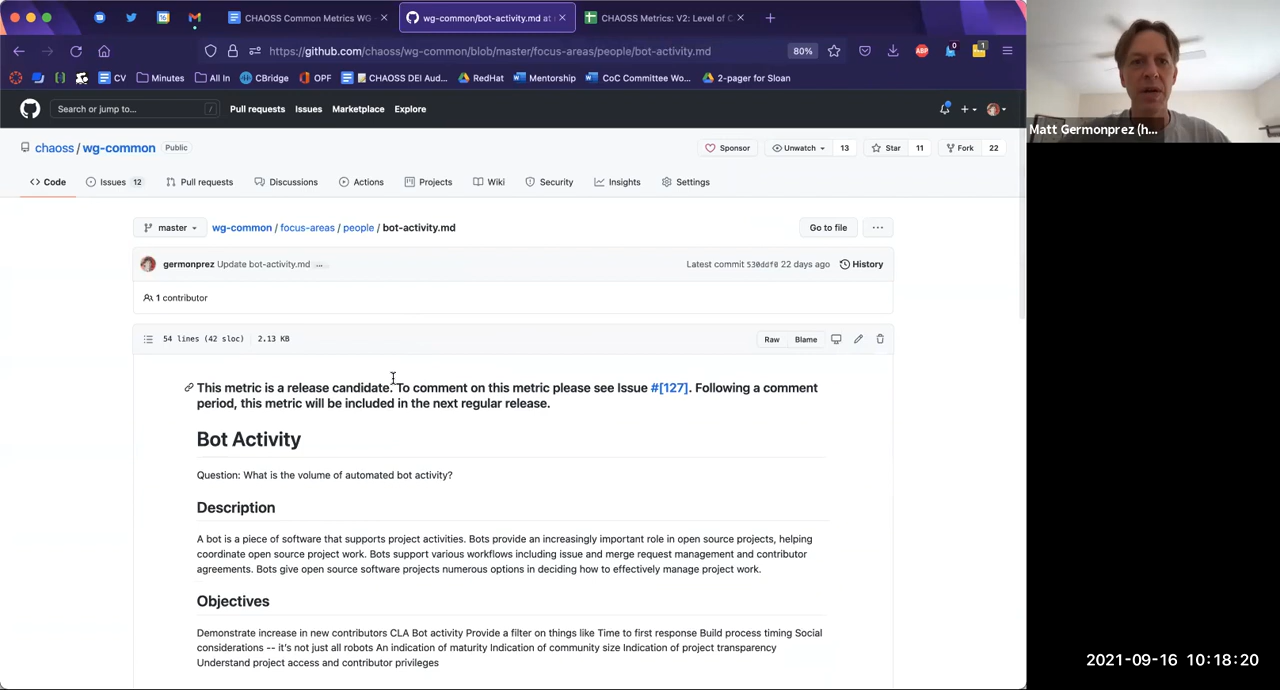 CHAOSS Common Metrics WG -
wg-common/bot-activity.md at
CHAOSS Metrics: V2: Level of C
https://github.com/chaoss/wg-common/blob/master/focus-areas/people/bot-activity.md
80%
ABP
0
1
CV
Minutes
All In
CBridge
OPF
CHAOSS DEI Aud...
RedHat
Mentorship
CoC Committee Wo...
2-pager for Sloan
Search or jump to...
/
Pull requests
Issues
Marketplace
Explore
chaoss / wg-common
Public
Sponsor
Unwatch
13
Star
11
Fork
22
Code
Issues 12
Pull requests
Discussions
Actions
Projects
Wiki
Security
Insights
Settings
master
wg-common / focus-areas / people / bot-activity.md
Go to file
...
germonprez Update bot-activity.md ...
Latest commit 530ddf0 22 days ago
History
1 contributor
54 lines (42 sloc) | 2.13 KB
Raw
Blame
This metric is a release candidate. To comment on this metric please see Issue #[127]. Following a comment
period, this metric will be included in the next regular release.
Bot Activity
Question: What is the volume of automated bot activity?
Description
A bot is a piece of software that supports project activities. Bots provide an increasingly important role in open source projects, helping
coordinate open source project work. Bots support various workflows including issue and merge request management and contributor
agreements. Bots give open source software projects numerous options in deciding how to effectively manage project work.
Objectives
Demonstrate increase in new contributors CLA Bot activity Provide a filter on things like Time to first response Build process timing Social
considerations -- it's not just all robots An indication of maturity Indication of community size Indication of project transparency
Understand project access and contributor privileges
Matt Germonprez (h...
2021-09-16 10:18:20